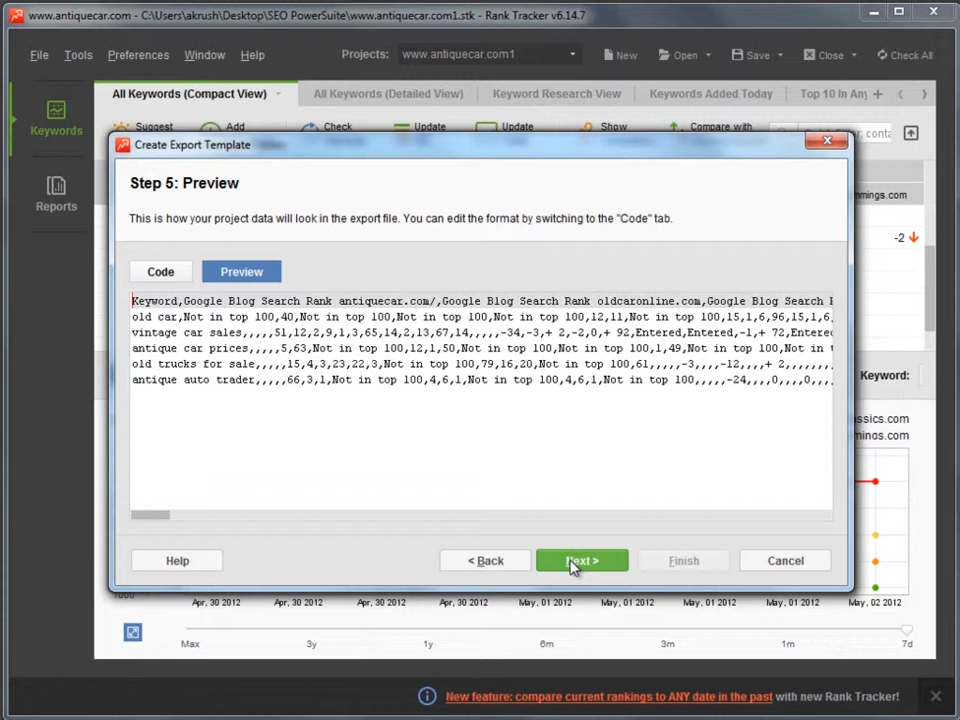 www.antiquecar.com - C:\Users\akrush\Desktop\SEO PowerSuite\www.antiquecar.com1.stk - Rank Tracker v6.14.7
File Tools Preferences Window Help Projects: www.antiquecar.com1 New Open Save Close Check All
All Keywords (Compact View) All Keywords (Detailed View) Keyword Research View Keywords Added Today Top 10 In Any
Suggest Add Check Update Update Show Compare with
Keywords
Reports
Create Export Template
Step 5: Preview
This is how your project data will look in the export file. You can edit the format by switching to the "Code" tab.
Code Preview
Keyword,Google Blog Search Rank antiquecar.com/,Google Blog Search Rank oldcaronline.com,Google Blog Search R
old car,Not in top 100,40,Not in top 100,Not in top 100,Not in top 100,12,11,Not in top 100,15,1,6,96,15,1,6,
vintage car sales,,,,,51,12,2,9,1,3,65,14,2,13,67,14,,,,,-34,-3,+ 2,-2,0,+ 92,Entered,Entered,-1,+ 72,Entered
antique car prices,,,,,5,63,Not in top 100,12,1,50,Not in top 100,Not in top 100,1,49,Not in top 100,Not in t
old trucks for sale,,,,,15,4,3,23,22,3,Not in top 100,79,16,20,Not in top 100,61,,,,,-3,,,,-12,,,,+ 2,,,,,,,,
antique auto trader,,,,,66,3,1,Not in top 100,4,6,1,Not in top 100,4,6,1,Not in top 100,,,,,-24,,,,0,,,,0,,,,
Help < Back Next > Finish Cancel
mmings.com
-2
Keyword:
ssics.com
mmings.com
1000
Apr, 30 2012 Apr, 30 2012 Apr, 30 2012 Apr, 30 2012 May, 01 2012 May, 01 2012 May, 01 2012 May, 02 2012
Max 3y 1y 6m 3m 1m 7d
New feature: compare current rankings to ANY date in the past with new Rank Tracker!